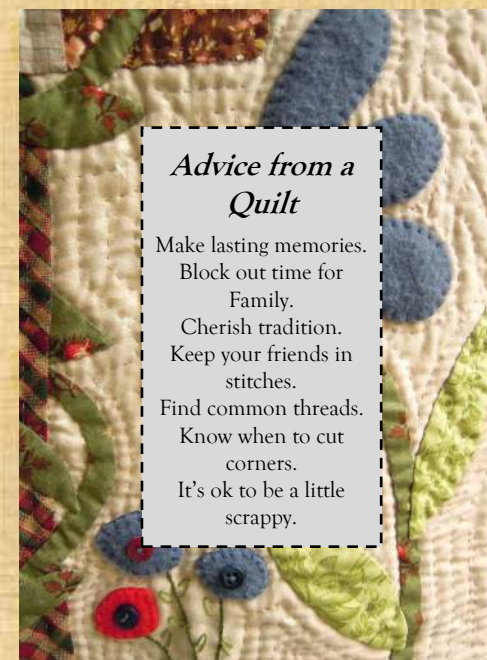 Advice from a
Quilt
Make lasting memories.
Block out time for
Family.
Cherish tradition.
Keep your friends in
stitches.
Find common threads.
Know when to cut
corners.
It's ok to be a little
scrappy.